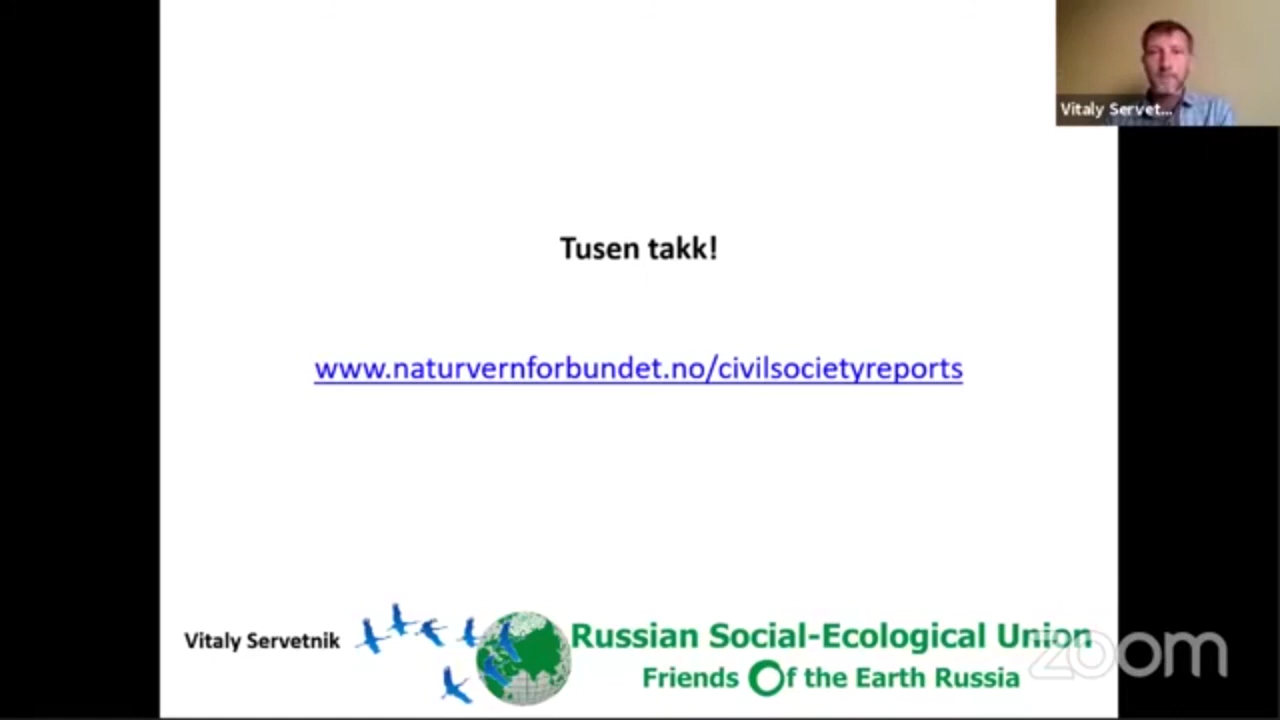 Vitaly Servet...
Tusen takk!
www.naturvernforbundet.no/civilsocietyreports
Vitaly Servetnik
Russian Social-Ecological Union
Friends Of the Earth Russia
zoom